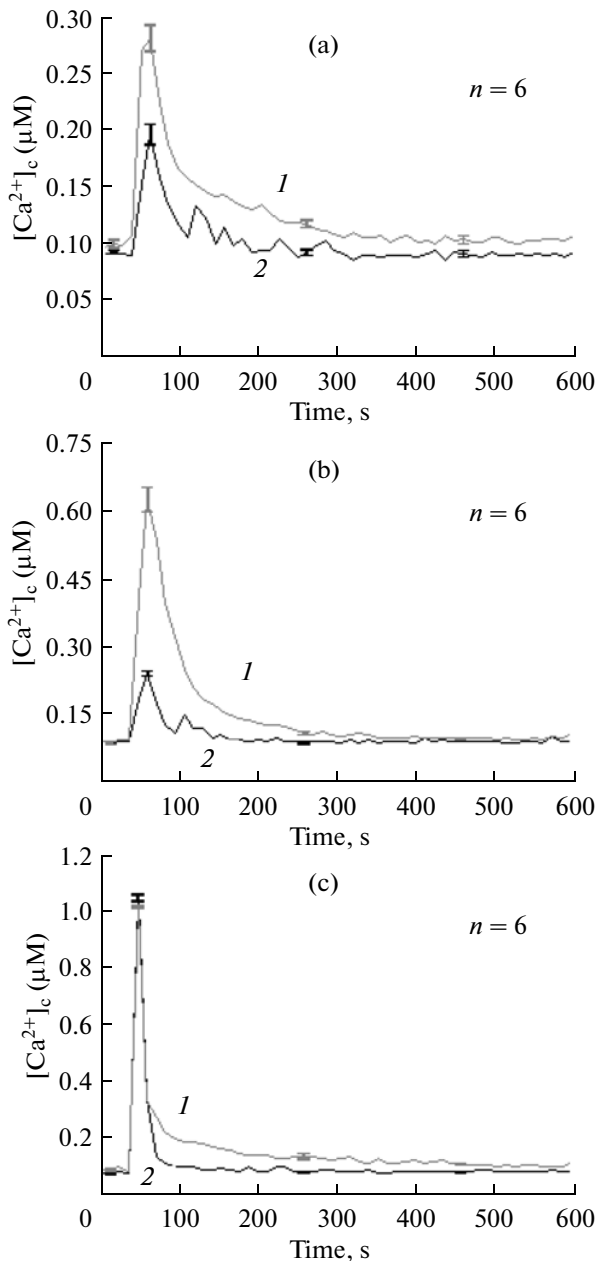 (a)
n = 6
[Ca²⁺]c (μM)
0.30
0.25
0.20
0.15
0.10
0.05
1
2
0 100 200 300 400 500 600
Time, s
(b)
n = 6
[Ca²⁺]c (μM)
0.75
0.60
0.45
0.30
0.15
1
2
0 100 200 300 400 500 600
Time, s
(c)
n = 6
[Ca²⁺]c (μM)
1.2
1.0
0.8
0.6
0.4
0.2
1
2
0 100 200 300 400 500 600
Time, s